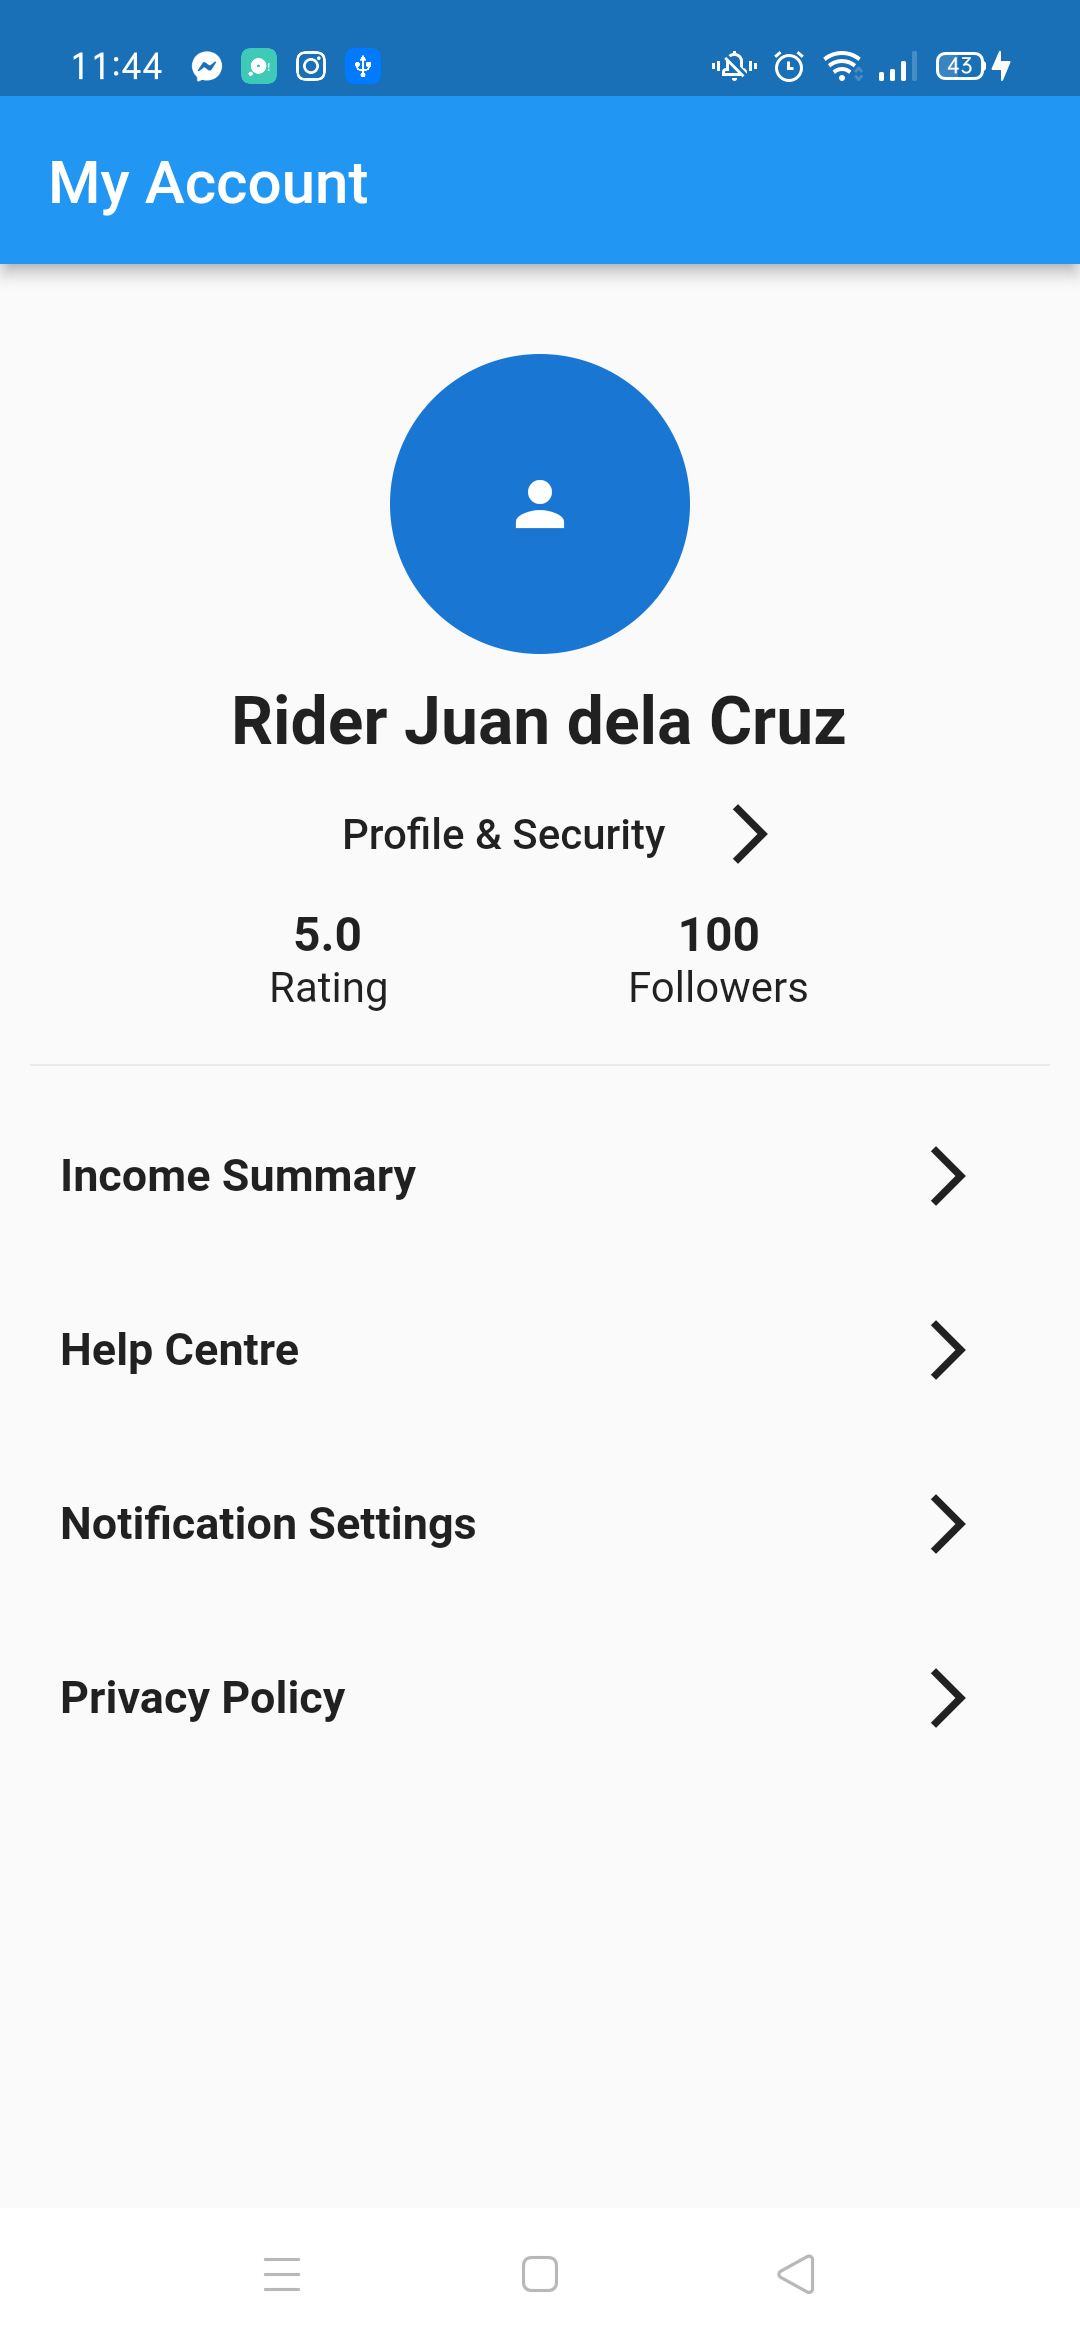 11:44
43
My Account
Rider Juan dela Cruz
Profile & Security
5.0 100
Rating Followers
Income Summary
Help Centre
Notification Settings
Privacy Policy